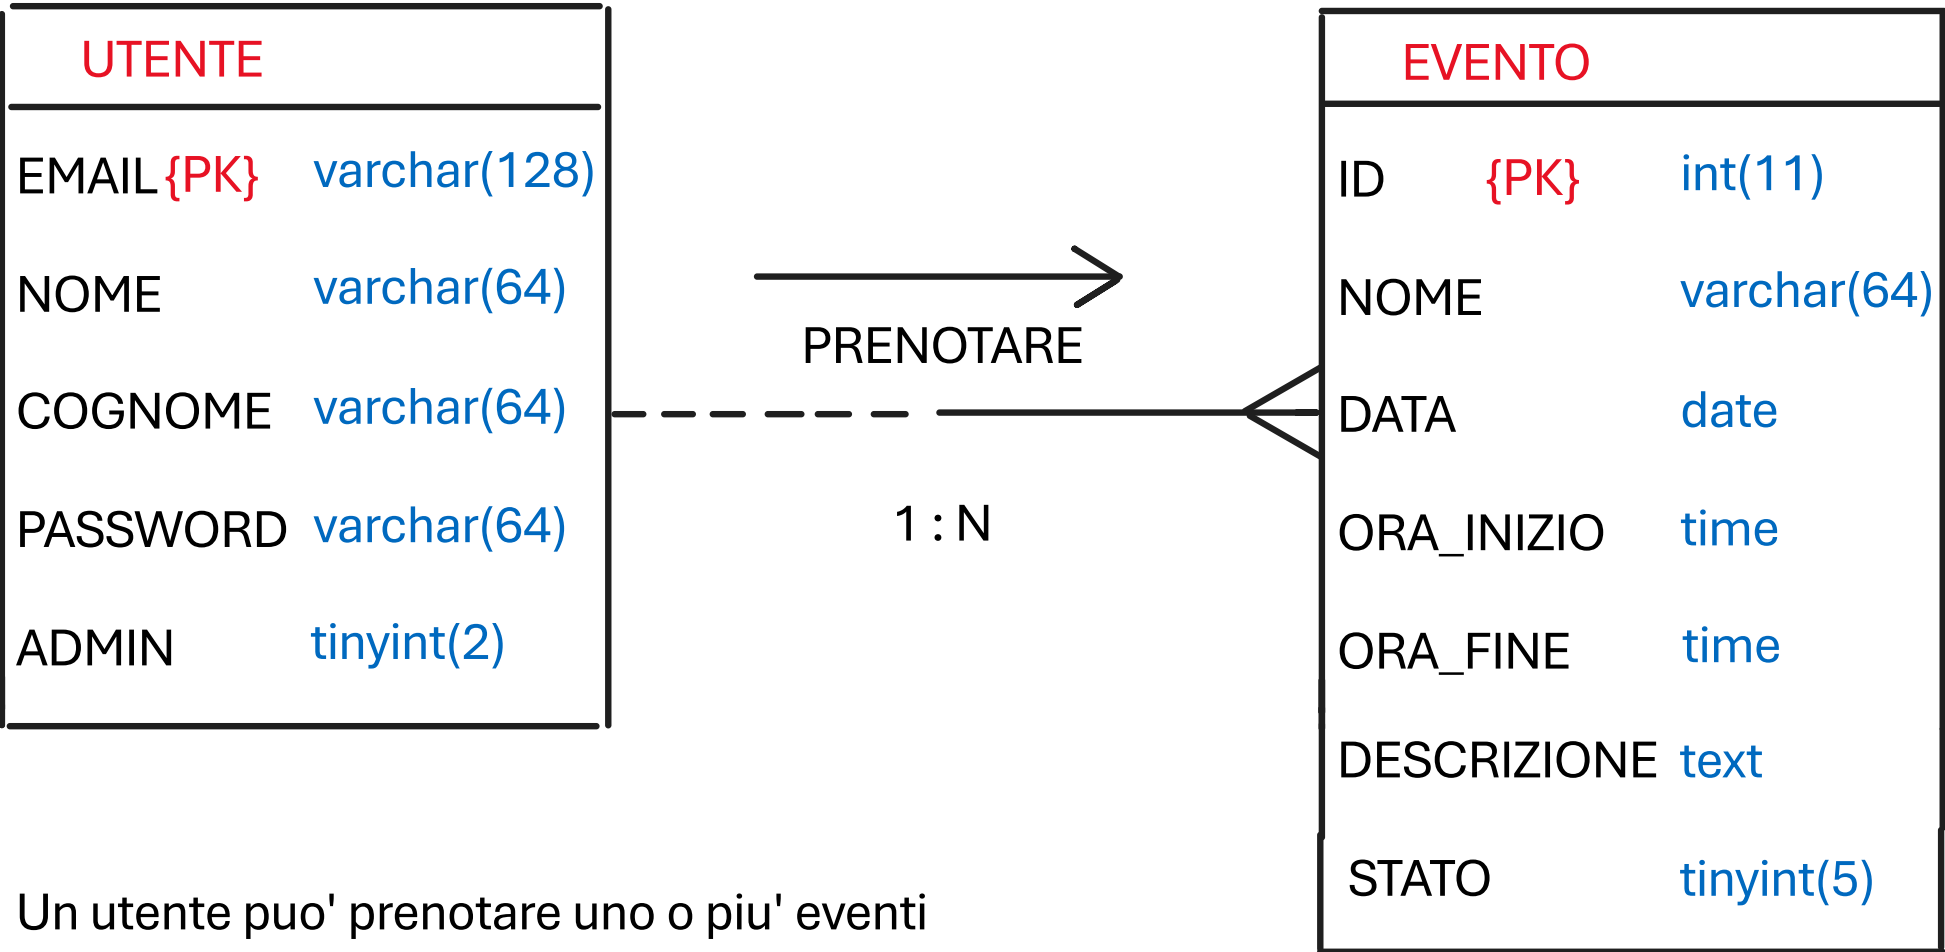 UTENTE
EMAIL {PK} varchar(128)
NOME varchar(64)
COGNOME varchar(64)
PASSWORD varchar(64)
ADMIN tinyint(2)
PRENOTARE
1 : N
EVENTO
ID {PK} int(11)
NOME varchar(64)
DATA date
ORA_INIZIO time
ORA_FINE time
DESCRIZIONE text
STATO tinyint(5)
Un utente puo' prenotare uno o piu' eventi